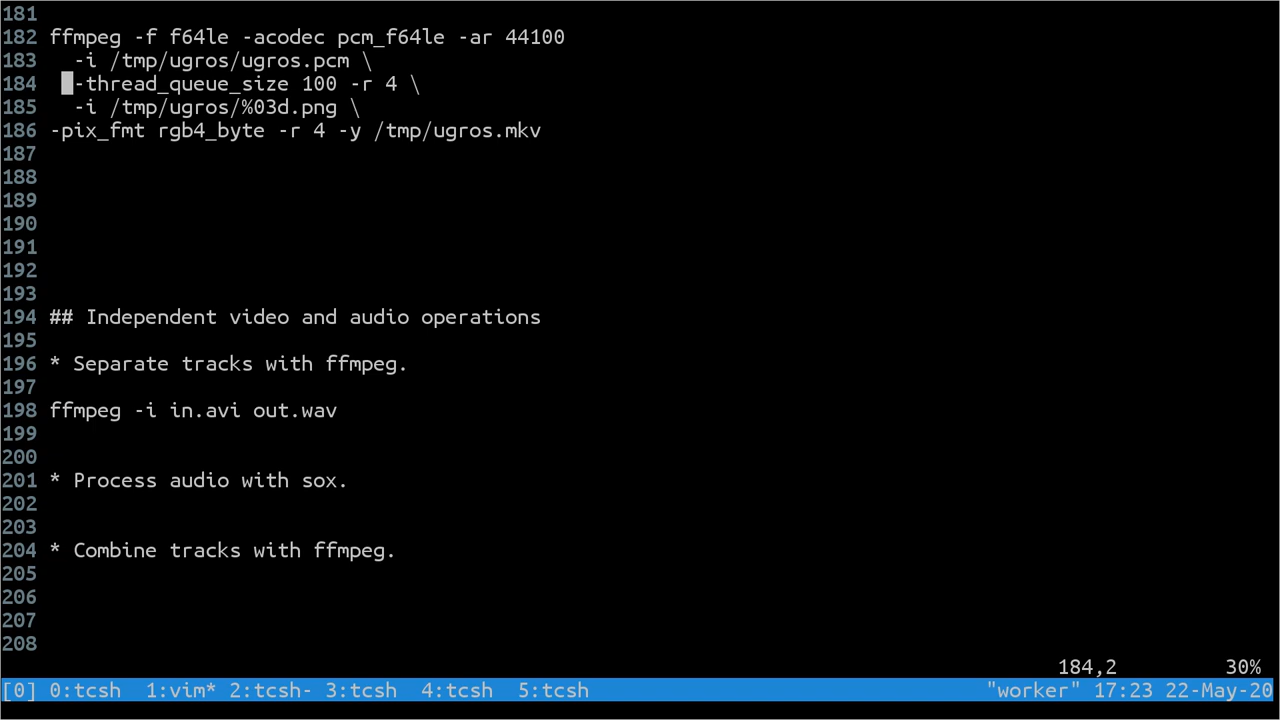 181
182 ffmpeg -f f64le -acodec pcm_f64le -ar 44100
183   -i /tmp/ugros/ugros.pcm \
184   -thread_queue_size 100 -r 4 \
185   -i /tmp/ugros/%03d.png \
186 -pix_fmt rgb4_byte -r 4 -y /tmp/ugros.mkv
187
188
189
190
191
192
193
194 ## Independent video and audio operations
195
196 * Separate tracks with ffmpeg.
197
198 ffmpeg -i in.avi out.wav
199
200
201 * Process audio with sox.
202
203
204 * Combine tracks with ffmpeg.
205
206
207
208
184,2 30%
[0] 0:tcsh 1:vim* 2:tcsh- 3:tcsh 4:tcsh 5:tcsh "worker" 17:23 22-May-20